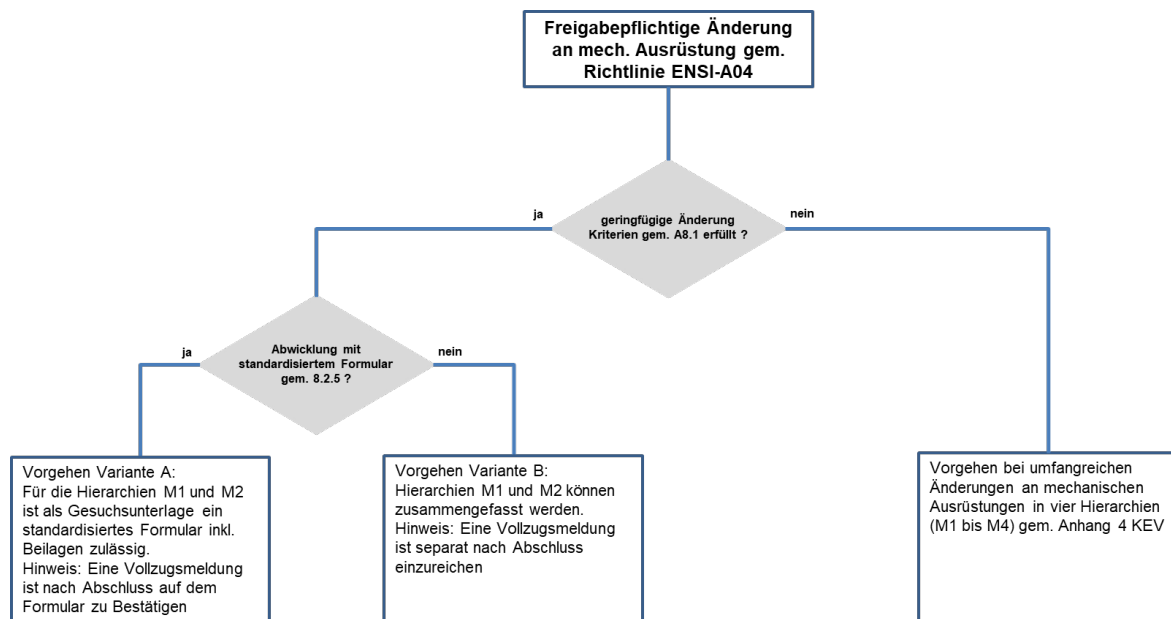 Freigabepflichtige Änderung
an mech. Ausrüstung gem.
Richtlinie ENSI-A04
ja
geringfügige Änderung
Kriterien gem. A8.1 erfüllt ?
nein
ja
Abwicklung mit
standardisiertem Formular
gem. 8.2.5 ?
nein
Vorgehen Variante A:
Für die Hierarchien M1 und M2
ist als Gesuchsunterlage ein
standardisiertes Formular inkl.
Beilagen zulässig.
Hinweis: Eine Vollzugsmeldung
ist nach Abschluss auf dem
Formular zu Bestätigen
Vorgehen Variante B:
Hierarchien M1 und M2 können
zusammengefasst werden.
Hinweis: Eine Vollzugsmeldung
ist separat nach Abschluss
einzureichen
Vorgehen bei umfangreichen
Änderungen an mechanischen
Ausrüstungen in vier Hierarchien
(M1 bis M4) gem. Anhang 4 KEV